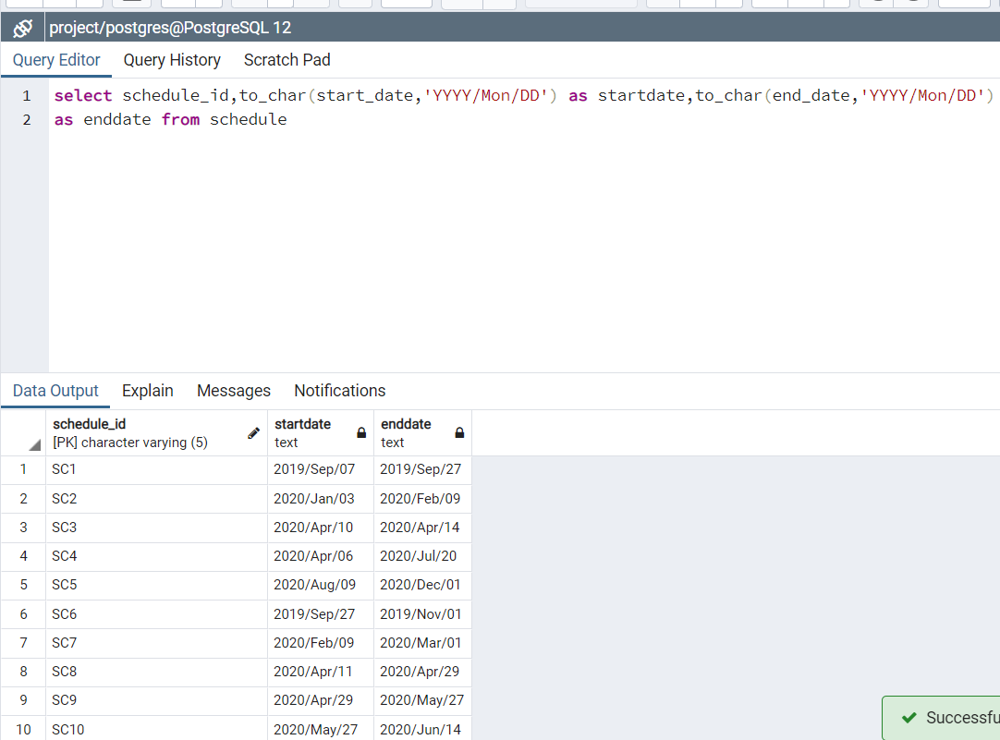 project/postgres@PostgreSQL 12
Query Editor Query History Scratch Pad
1 select schedule_id,to_char(start_date,'YYYY/Mon/DD') as startdate,to_char(end_date,'YYYY/Mon/DD')
2 as enddate from schedule
Data Output Explain Messages Notifications
schedule_id startdate enddate
[PK] character varying (5) text text
1 SC1 2019/Sep/07 2019/Sep/27
2 SC2 2020/Jan/03 2020/Feb/09
3 SC3 2020/Apr/10 2020/Apr/14
4 SC4 2020/Apr/06 2020/Jul/20
5 SC5 2020/Aug/09 2020/Dec/01
6 SC6 2019/Sep/27 2019/Nov/01
7 SC7 2020/Feb/09 2020/Mar/01
8 SC8 2020/Apr/11 2020/Apr/29
9 SC9 2020/Apr/29 2020/May/27
10 SC10 2020/May/27 2020/Jun/14
Successfu